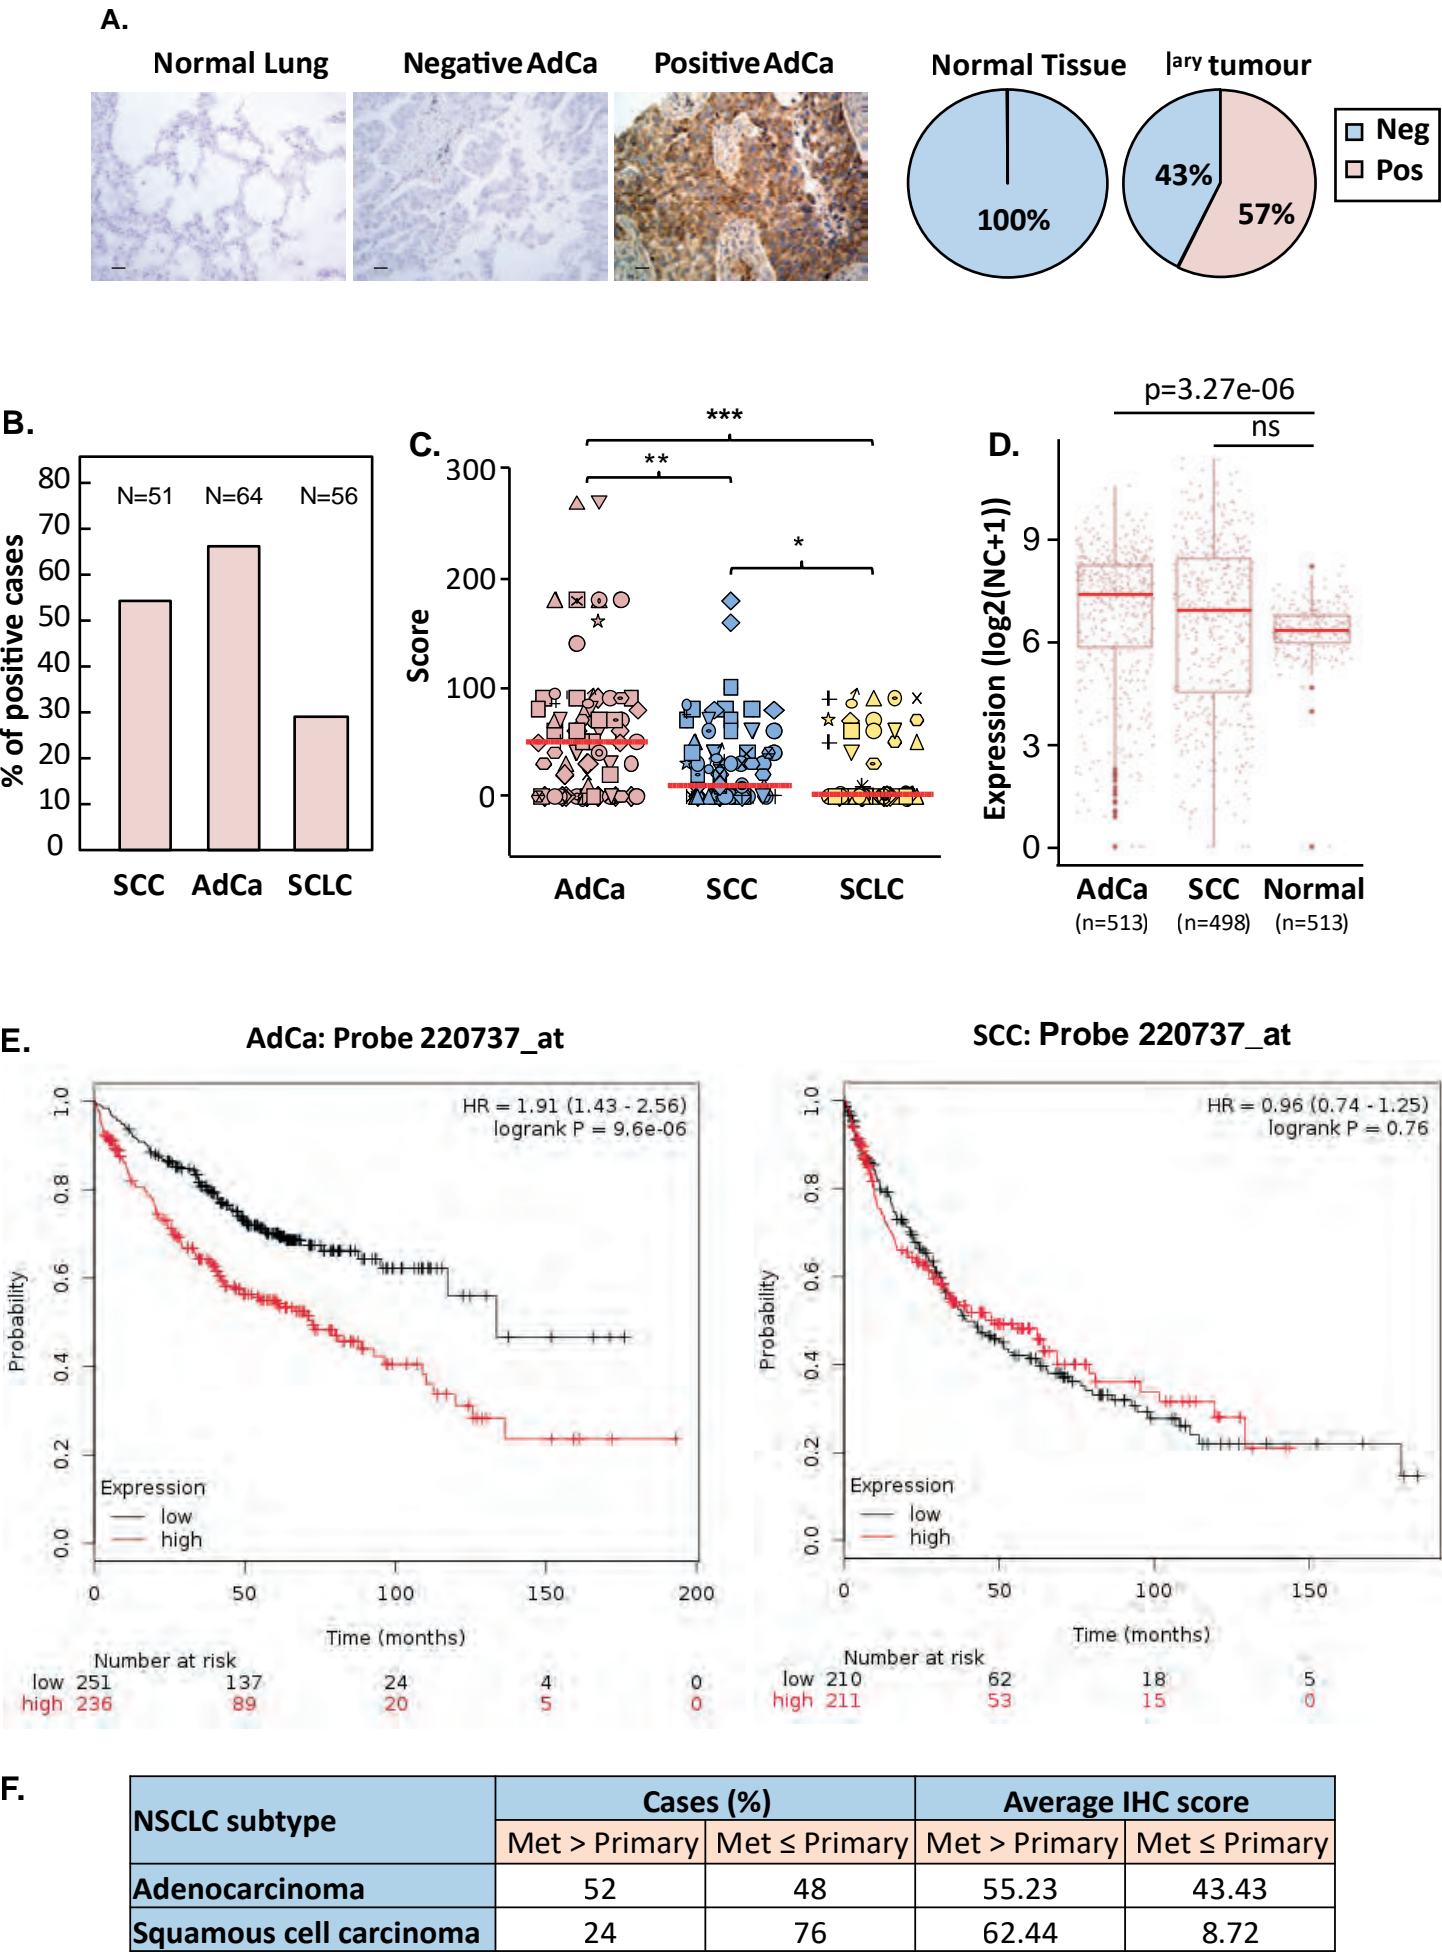 A.
Normal Lung
Negative AdCa
Positive AdCa
Normal Tissue
Iary tumour
100%
43%
57%
Neg
Pos
B.
% of positive cases
80
70
60
50
40
30
20
10
0
N=51 N=64 N=56
SCC AdCa SCLC
C.
***
**
*
Score
300
200
100
0
AdCa SCC SCLC
D.
p=3.27e-06
ns
Expression (log2(NC+1))
9
6
3
0
AdCa SCC Normal
(n=513) (n=498) (n=513)
E.
AdCa: Probe 220737_at
HR = 1.91 (1.43 - 2.56)
logrank P = 9.6e-06
Probability
1.0
0.8
0.6
0.4
0.2
0.0
Expression
low
high
0 50 100 150 200
Time (months)
Number at risk
low 251 137 24 4 0
high 236 89 20 5 0
SCC: Probe 220737_at
HR = 0.96 (0.74 - 1.25)
logrank P = 0.76
Probability
1.0
0.8
0.6
0.4
0.2
0.0
Expression
low
high
0 50 100 150
Time (months)
Number at risk
low 210 62 18 5
high 211 53 15 0
F.
NSCLC subtype Cases (%) Average IHC score
Met > Primary Met ≤ Primary Met > Primary Met ≤ Primary
Adenocarcinoma 52 48 55.23 43.43
Squamous cell carcinoma 24 76 62.44 8.72